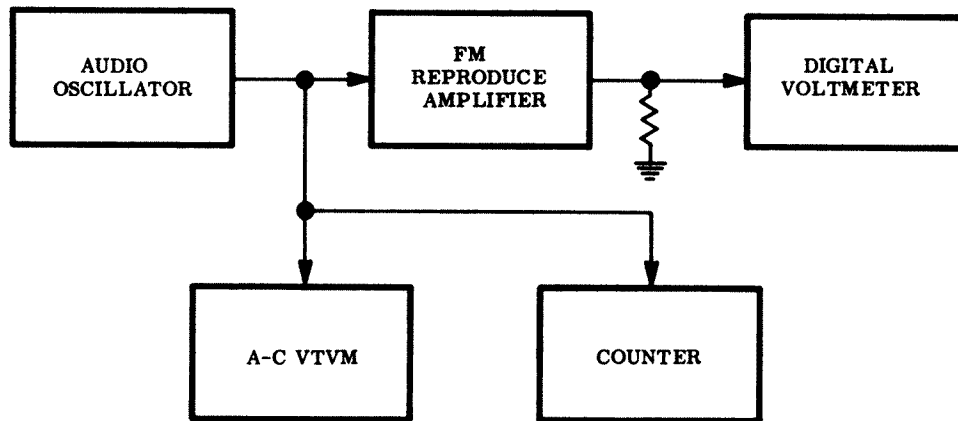 AUDIO
OSCILLATOR
FM
REPRODUCE
AMPLIFIER
DIGITAL
VOLTMETER
A-C VTVM
COUNTER